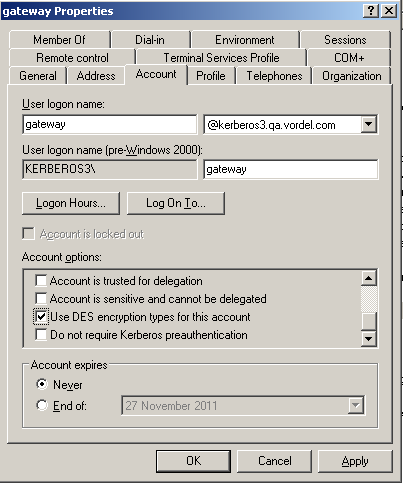 gateway Properties
Member Of Dial-in Environment Sessions
Remote control Terminal Services Profile COM+
General Address Account Profile Telephones Organization
User logon name:
gateway @kerberos3.qa.vordel.com
User logon name (pre-Windows 2000):
KERBEROS3\ gateway
Logon Hours... Log On To...
Account is locked out
Account options:
Account is trusted for delegation
Account is sensitive and cannot be delegated
Use DES encryption types for this account
Do not require Kerberos preauthentication
Account expires
Never
End of: 27 November 2011
OK Cancel Apply